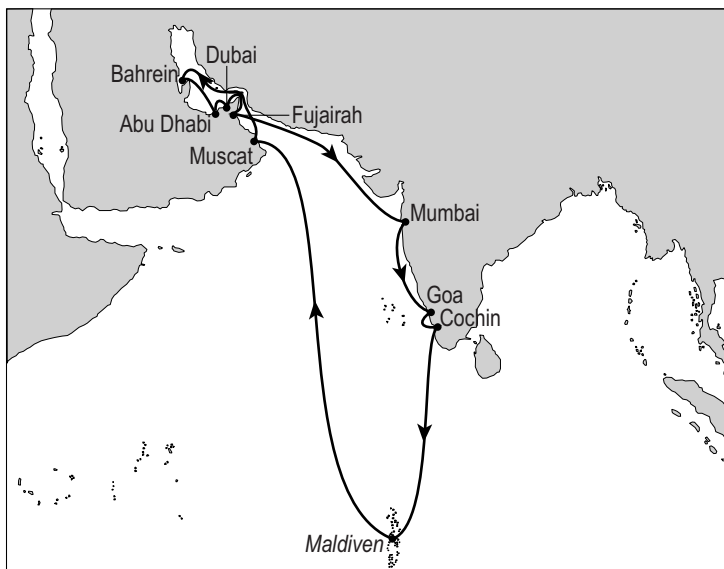 Dubai
Bahrein
Abu Dhabi
Fujairah
Muscat
Mumbai
Goa
Cochin
Maldiven